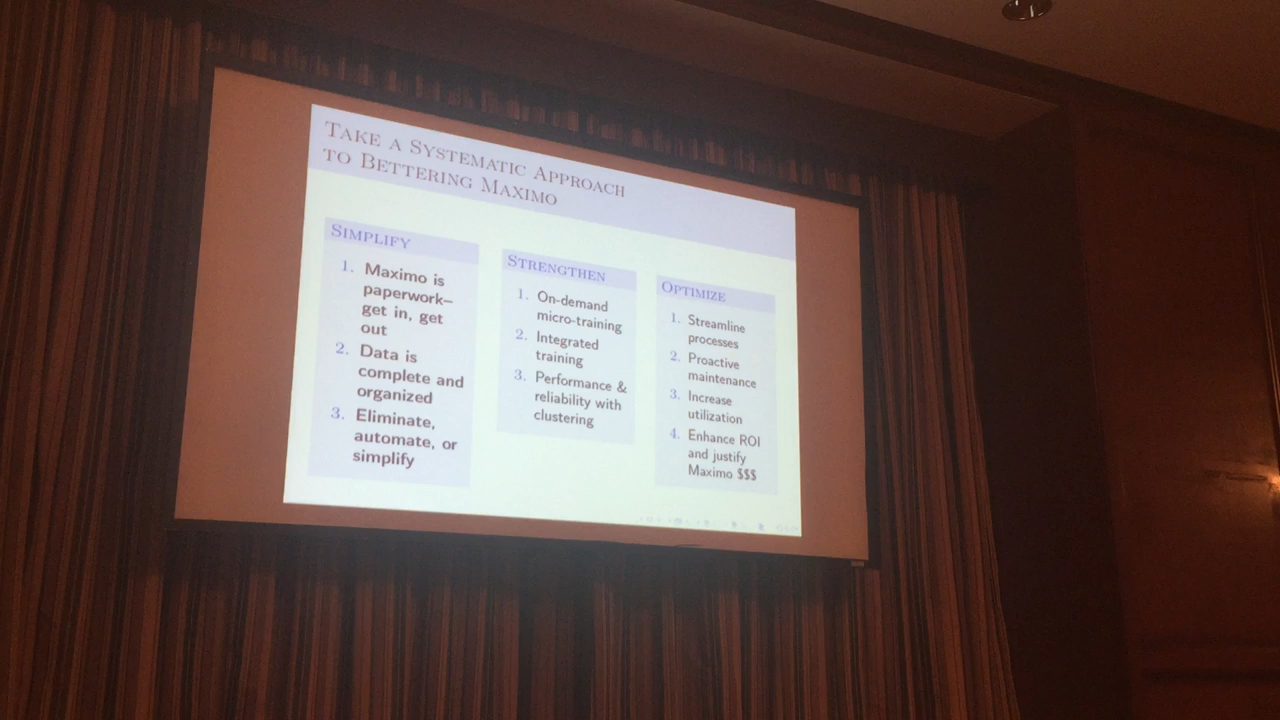 TAKE A SYSTEMATIC APPROACH
TO BETTERING MAXIMO
SIMPLIFY
1. Maximo is
paperwork–
get in, get
out
2. Data is
complete and
organized
3. Eliminate,
automate, or
simplify
STRENGTHEN
1. On-demand
micro-training
2. Integrated
training
3. Performance &
reliability with
clustering
OPTIMIZE
1. Streamline
processes
2. Proactive
maintenance
3. Increase
utilization
4. Enhance ROI
and justify
Maximo $$$